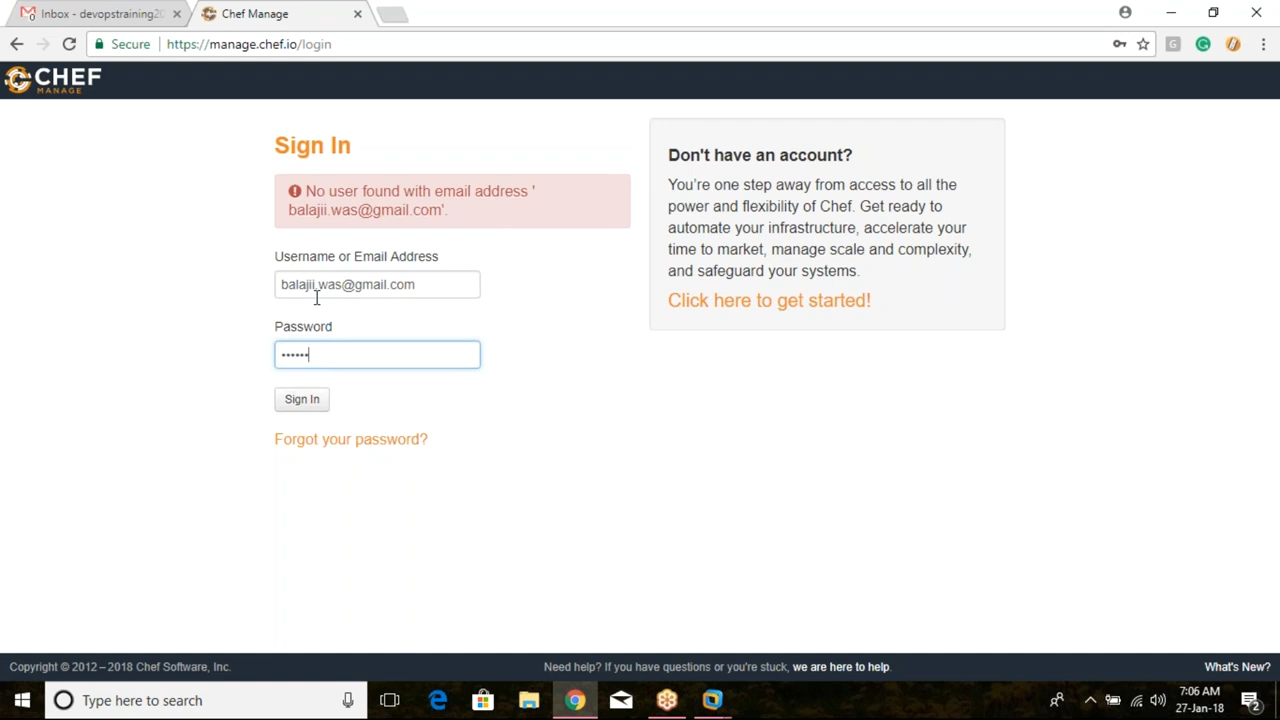 Inbox - devopstraining20
Chef Manage
Secure
https://manage.chef.io/login
CHEF
MANAGE
Sign In
No user found with email address '
balajii.was@gmail.com'.
Username or Email Address
balajii.was@gmail.com
Password
••••••
Sign In
Forgot your password?
Don't have an account?
You're one step away from access to all the
power and flexibility of Chef. Get ready to
automate your infrastructure, accelerate your
time to market, manage scale and complexity,
and safeguard your systems.
Click here to get started!
Copyright © 2012 – 2018 Chef Software, Inc.
Need help? If you have questions or you're stuck, we are here to help.
What's New?
Type here to search
7:06 AM
27-Jan-18
2